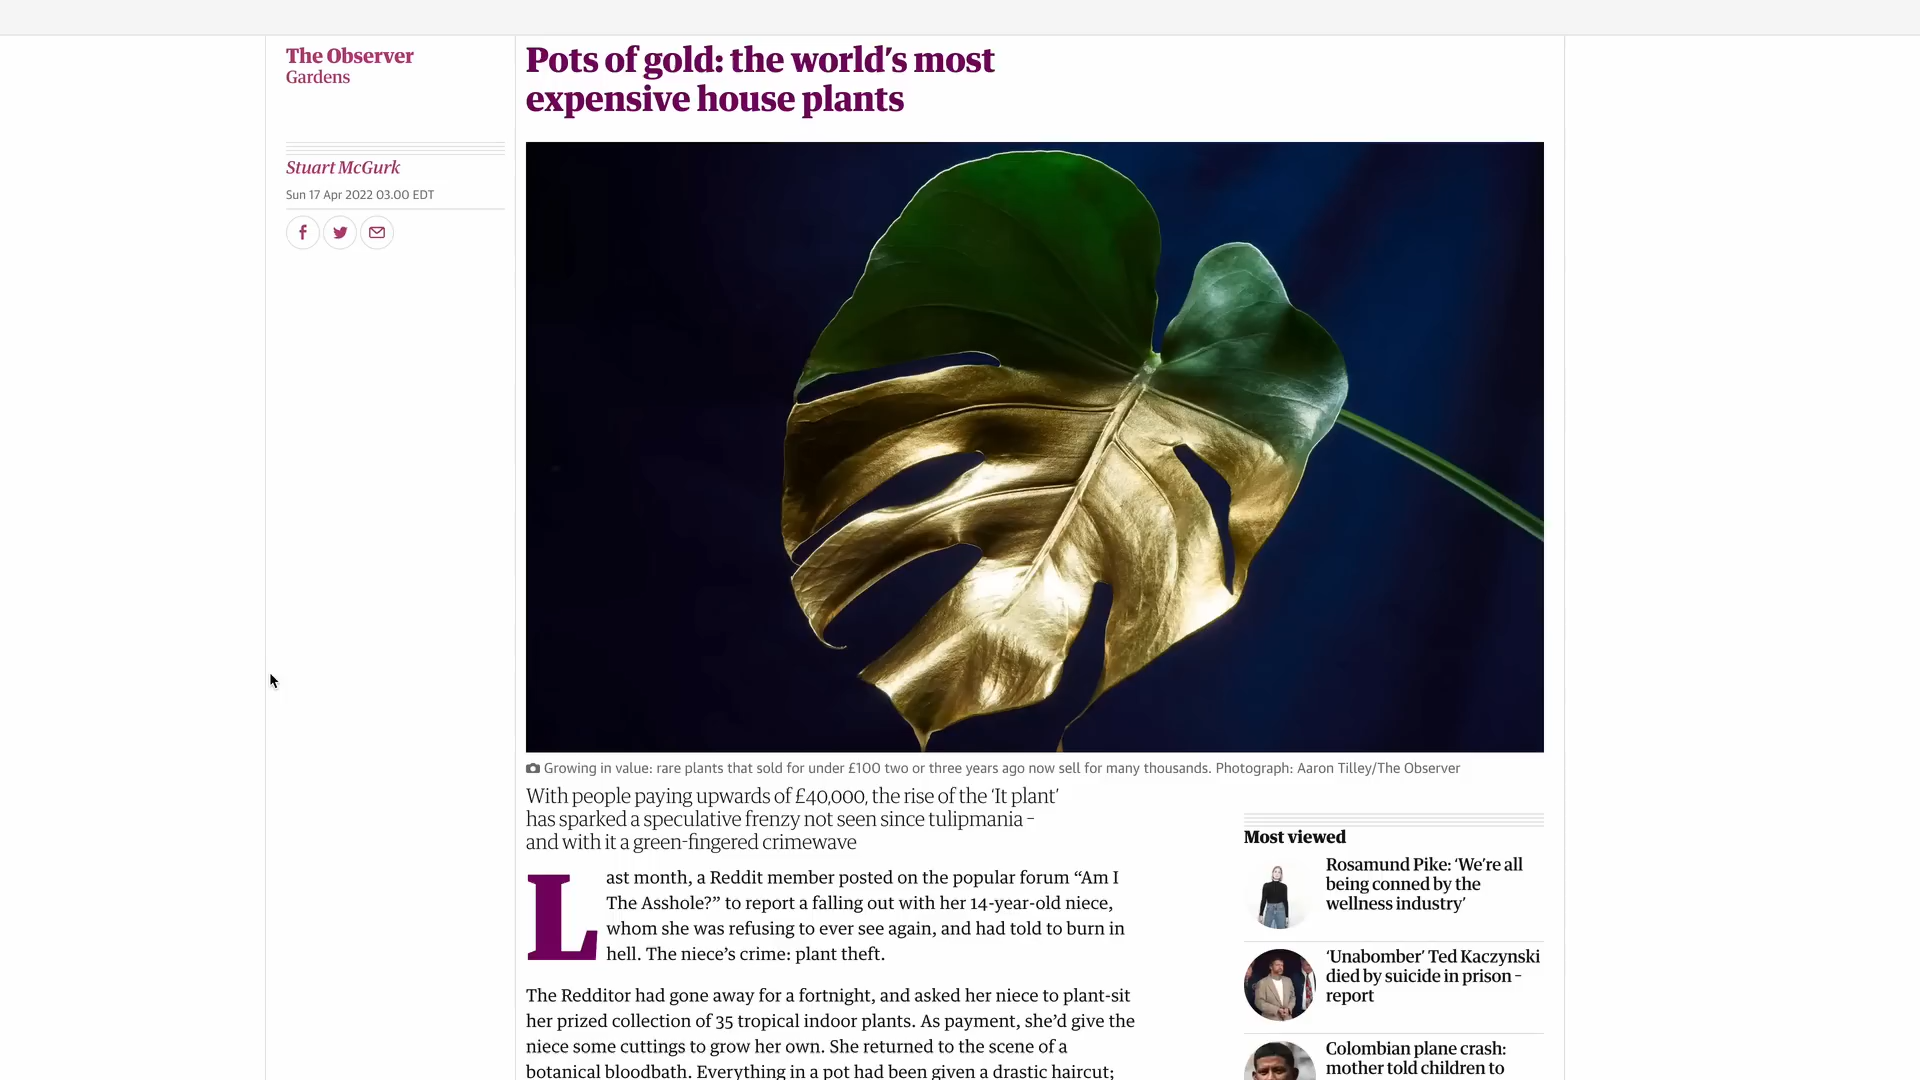 The Observer
Gardens
Stuart McGurk
Sun 17 Apr 2022 03.00 EDT
Pots of gold: the world’s most
expensive house plants
Growing in value: rare plants that sold for under £100 two or three years ago now sell for many thousands. Photograph: Aaron Tilley/The Observer
With people paying upwards of £40,000, the rise of the ‘It plant’
has sparked a speculative frenzy not seen since tulipmania –
and with it a green-fingered crimewave
Last month, a Reddit member posted on the popular forum “Am I
The Asshole?” to report a falling out with her 14-year-old niece,
whom she was refusing to ever see again, and had told to burn in
hell. The niece’s crime: plant theft.
The Redditor had gone away for a fortnight, and asked her niece to plant-sit
her prized collection of 35 tropical indoor plants. As payment, she’d give the
niece some cuttings to grow her own. She returned to the scene of a
botanical bloodbath. Everything in a pot had been given a drastic haircut;
Most viewed
Rosamund Pike: ‘We’re all
being conned by the
wellness industry’
‘Unabomber’ Ted Kaczynski
died by suicide in prison –
report
Colombian plane crash:
mother told children to